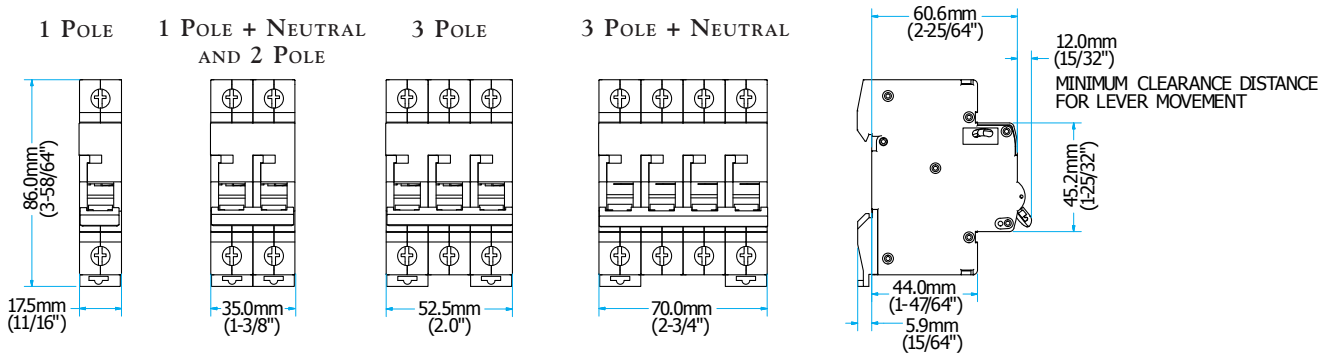 1 Pole
1 Pole + Neutral
and 2 Pole
3 Pole
3 Pole + Neutral
60.6mm
(2-25/64")
12.0mm
(15/32")
MINIMUM CLEARANCE DISTANCE
FOR LEVER MOVEMENT
86.0mm
(3-58/64")
45.2mm
(1-25/32")
17.5mm
(11/16")
35.0mm
(1-3/8")
52.5mm
(2.0")
70.0mm
(2-3/4")
44.0mm
(1-47/64")
5.9mm
(15/64")